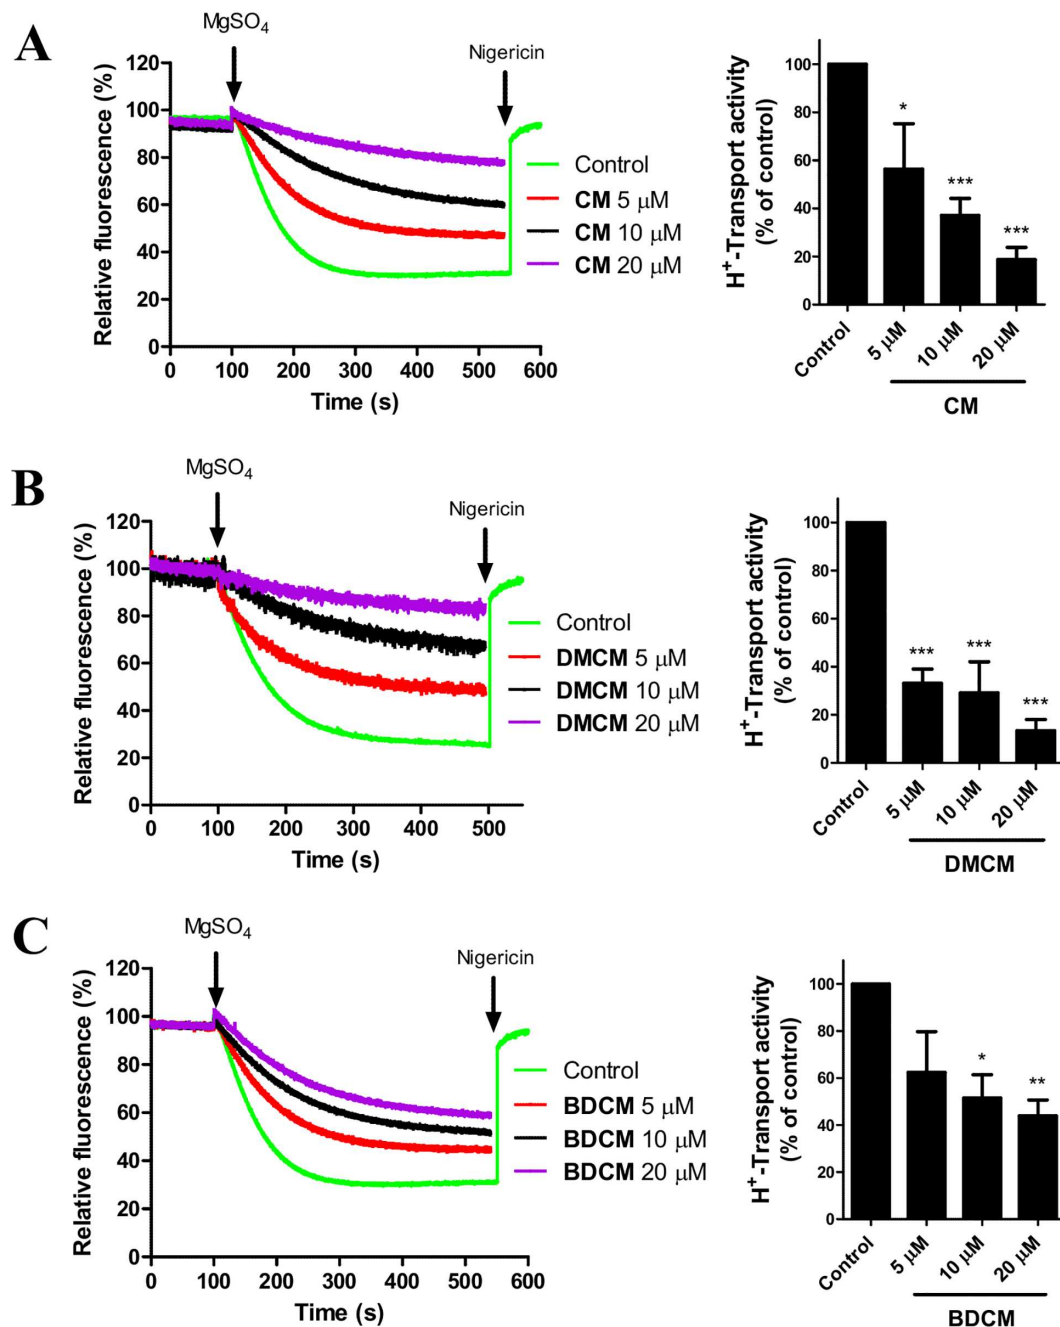 A
MgSO4
Nigericin
Relative fluorescence (%)
120
100
80
60
40
20
0
0 100 200 300 400 500 600
Time (s)
Control
CM 5 μM
CM 10 μM
CM 20 μM
H+-Transport activity
(% of control)
100
80
60
40
20
0
*
***
***
Control
5 μM
10 μM
20 μM
CM
B
MgSO4
Nigericin
Relative fluorescence (%)
120
100
80
60
40
20
0
0 100 200 300 400 500
Time (s)
Control
DMCM 5 μM
DMCM 10 μM
DMCM 20 μM
H+-Transport activity
(% of control)
100
80
60
40
20
0
***
***
***
Control
5 μM
10 μM
20 μM
DMCM
C
MgSO4
Nigericin
Relative fluorescence (%)
120
100
80
60
40
20
0
0 100 200 300 400 500 600
Time (s)
Control
BDCM 5 μM
BDCM 10 μM
BDCM 20 μM
H+-Transport activity
(% of control)
100
80
60
40
20
0
*
**
Control
5 μM
10 μM
20 μM
BDCM